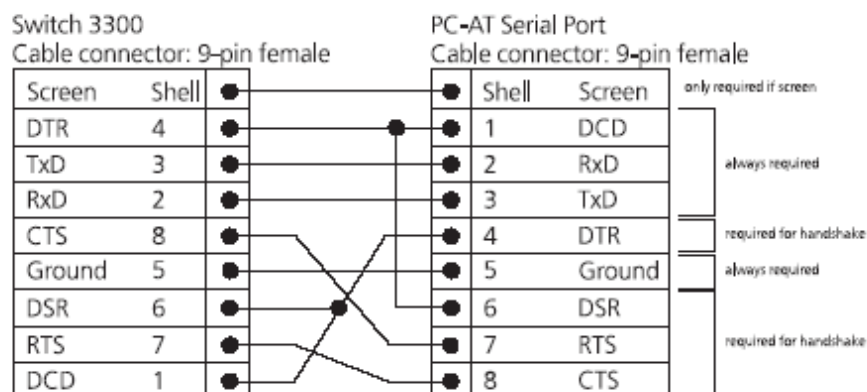 Switch 3300 PC-AT Serial Port
Cable connector: 9-pin female Cable connector: 9-pin female
Screen Shell Shell Screen only required if screen
DTR 4 1 DCD
TxD 3 2 RxD always required
RxD 2 3 TxD
CTS 8 4 DTR required for handshake
Ground 5 5 Ground always required
DSR 6 6 DSR
RTS 7 7 RTS required for handshake
DCD 1 8 CTS